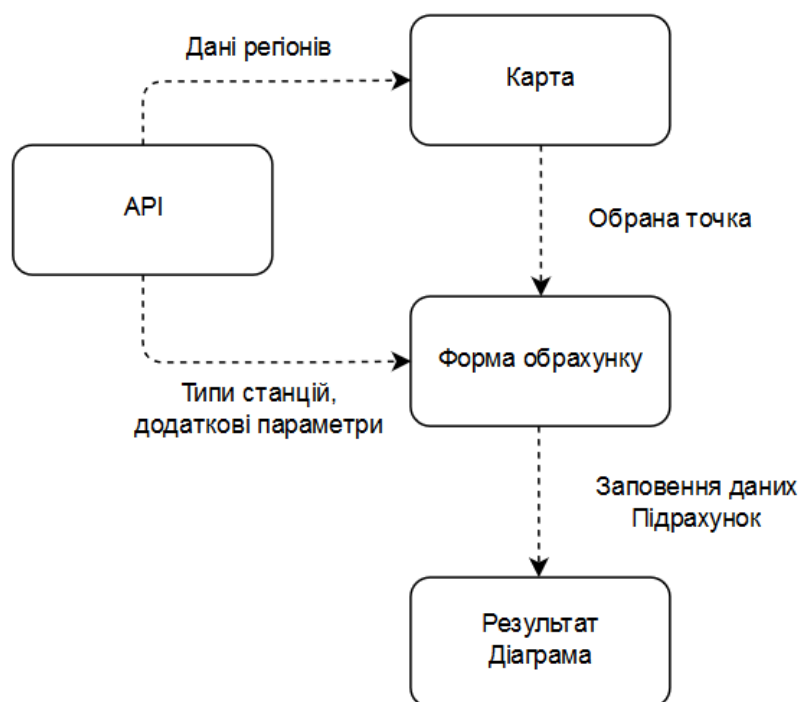 Дані регіонів
Карта
API
Обрана точка
Форма обрахунку
Типи станцій,
додаткові параметри
Заповення даних
Підрахунок
Результат
Діаграма